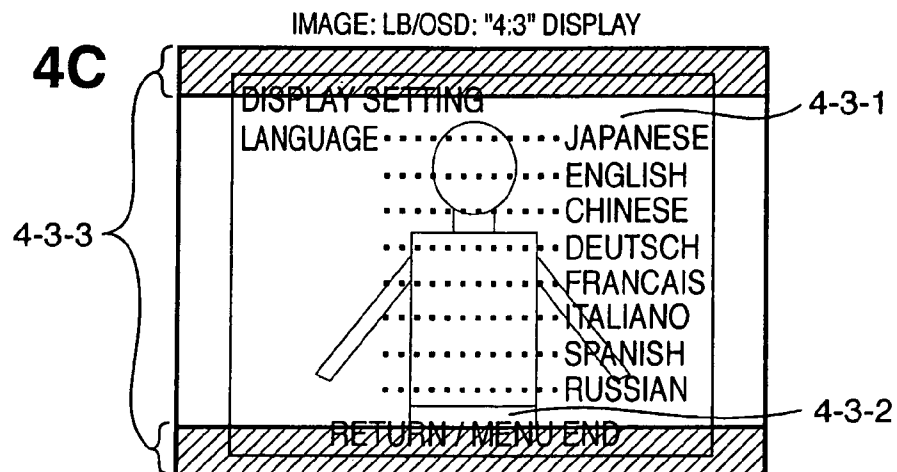 IMAGE: LB/OSD: "4:3" DISPLAY
4C
DISPLAY SETTING
4-3-1
LANGUAGE JAPANESE
ENGLISH
CHINESE
4-3-3
DEUTSCH
FRANCAIS
ITALIANO
SPANISH
RUSSIAN
4-3-2
RETURN / MENU END